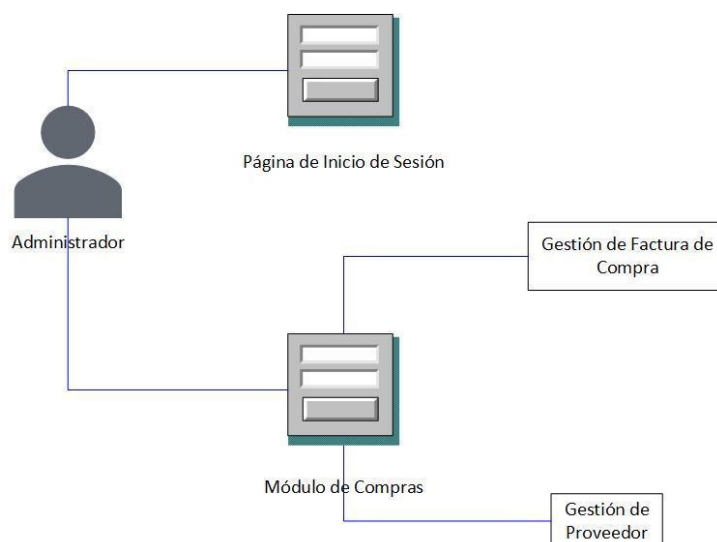 Página de Inicio de Sesión
Administrador
Gestión de Factura de
Compra
Módulo de Compras
Gestión de
Proveedor